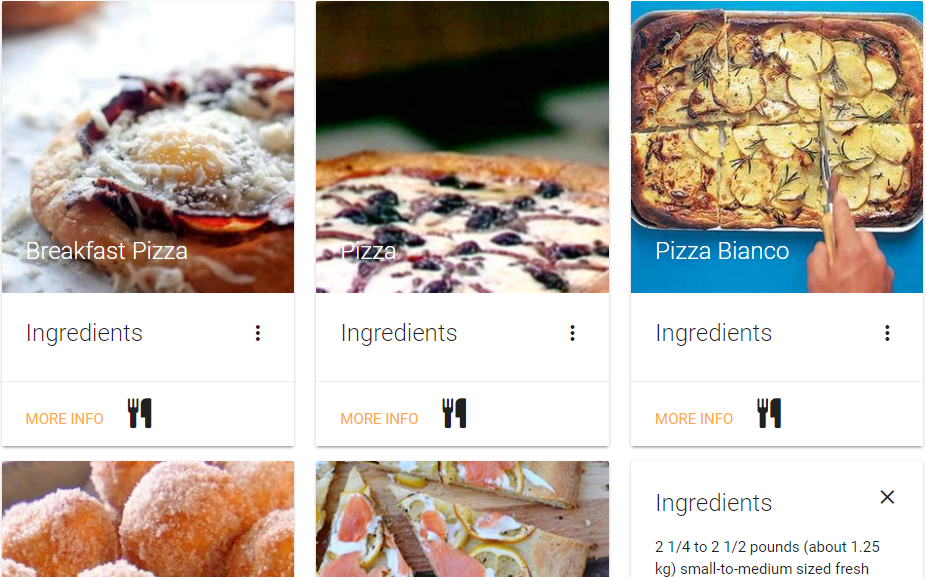 Breakfast Pizza
Pizza
Pizza Bianco
Ingredients
Ingredients
Ingredients
MORE INFO
MORE INFO
MORE INFO
Ingredients
2 1/4 to 2 1/2 pounds (about 1.25
kg) small-to-medium sized fresh